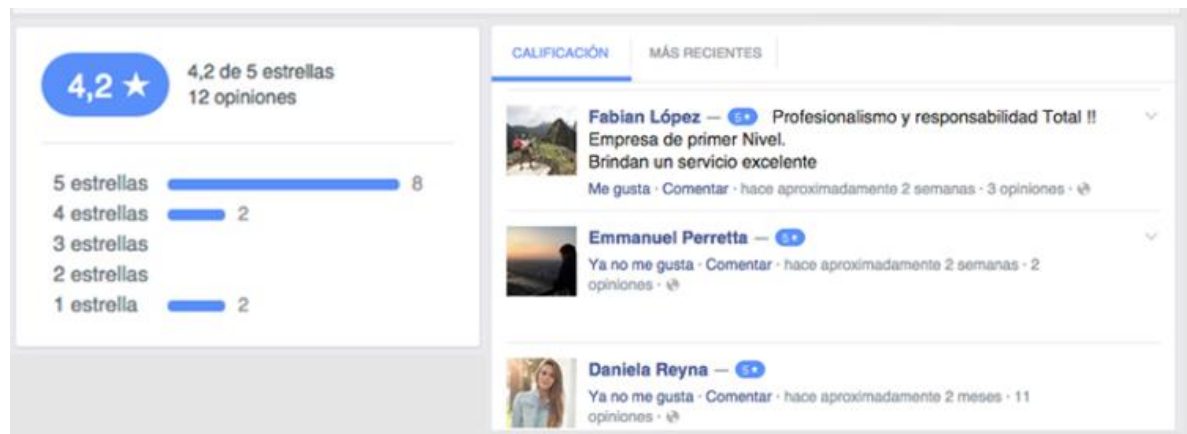 4,2 ★
4,2 de 5 estrellas
12 opiniones
5 estrellas 8
4 estrellas 2
3 estrellas
2 estrellas
1 estrella 2
CALIFICACIÓN MÁS RECIENTES
Fabian López — 5★ Profesionalismo y responsabilidad Total !!
Empresa de primer Nivel.
Brindan un servicio excelente
Me gusta · Comentar · hace aproximadamente 2 semanas · 3 opiniones ·
Emmanuel Perretta — 5★
Ya no me gusta · Comentar · hace aproximadamente 2 semanas · 2
opiniones ·
Daniela Reyna — 5★
Ya no me gusta · Comentar · hace aproximadamente 2 meses · 11
opiniones ·